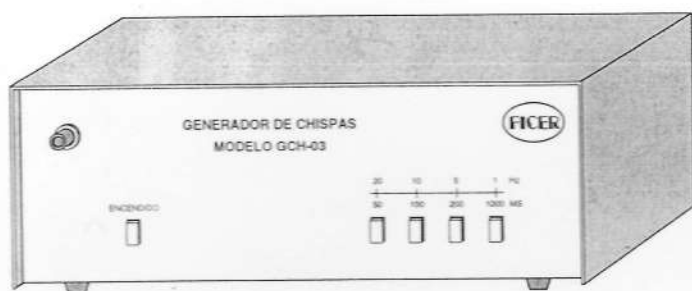 GENERADOR DE CHISPAS
MODELO GCH-03
FICER
ENCENDIDO
20 10 5 1 Hz
50 100 200 1000 MS